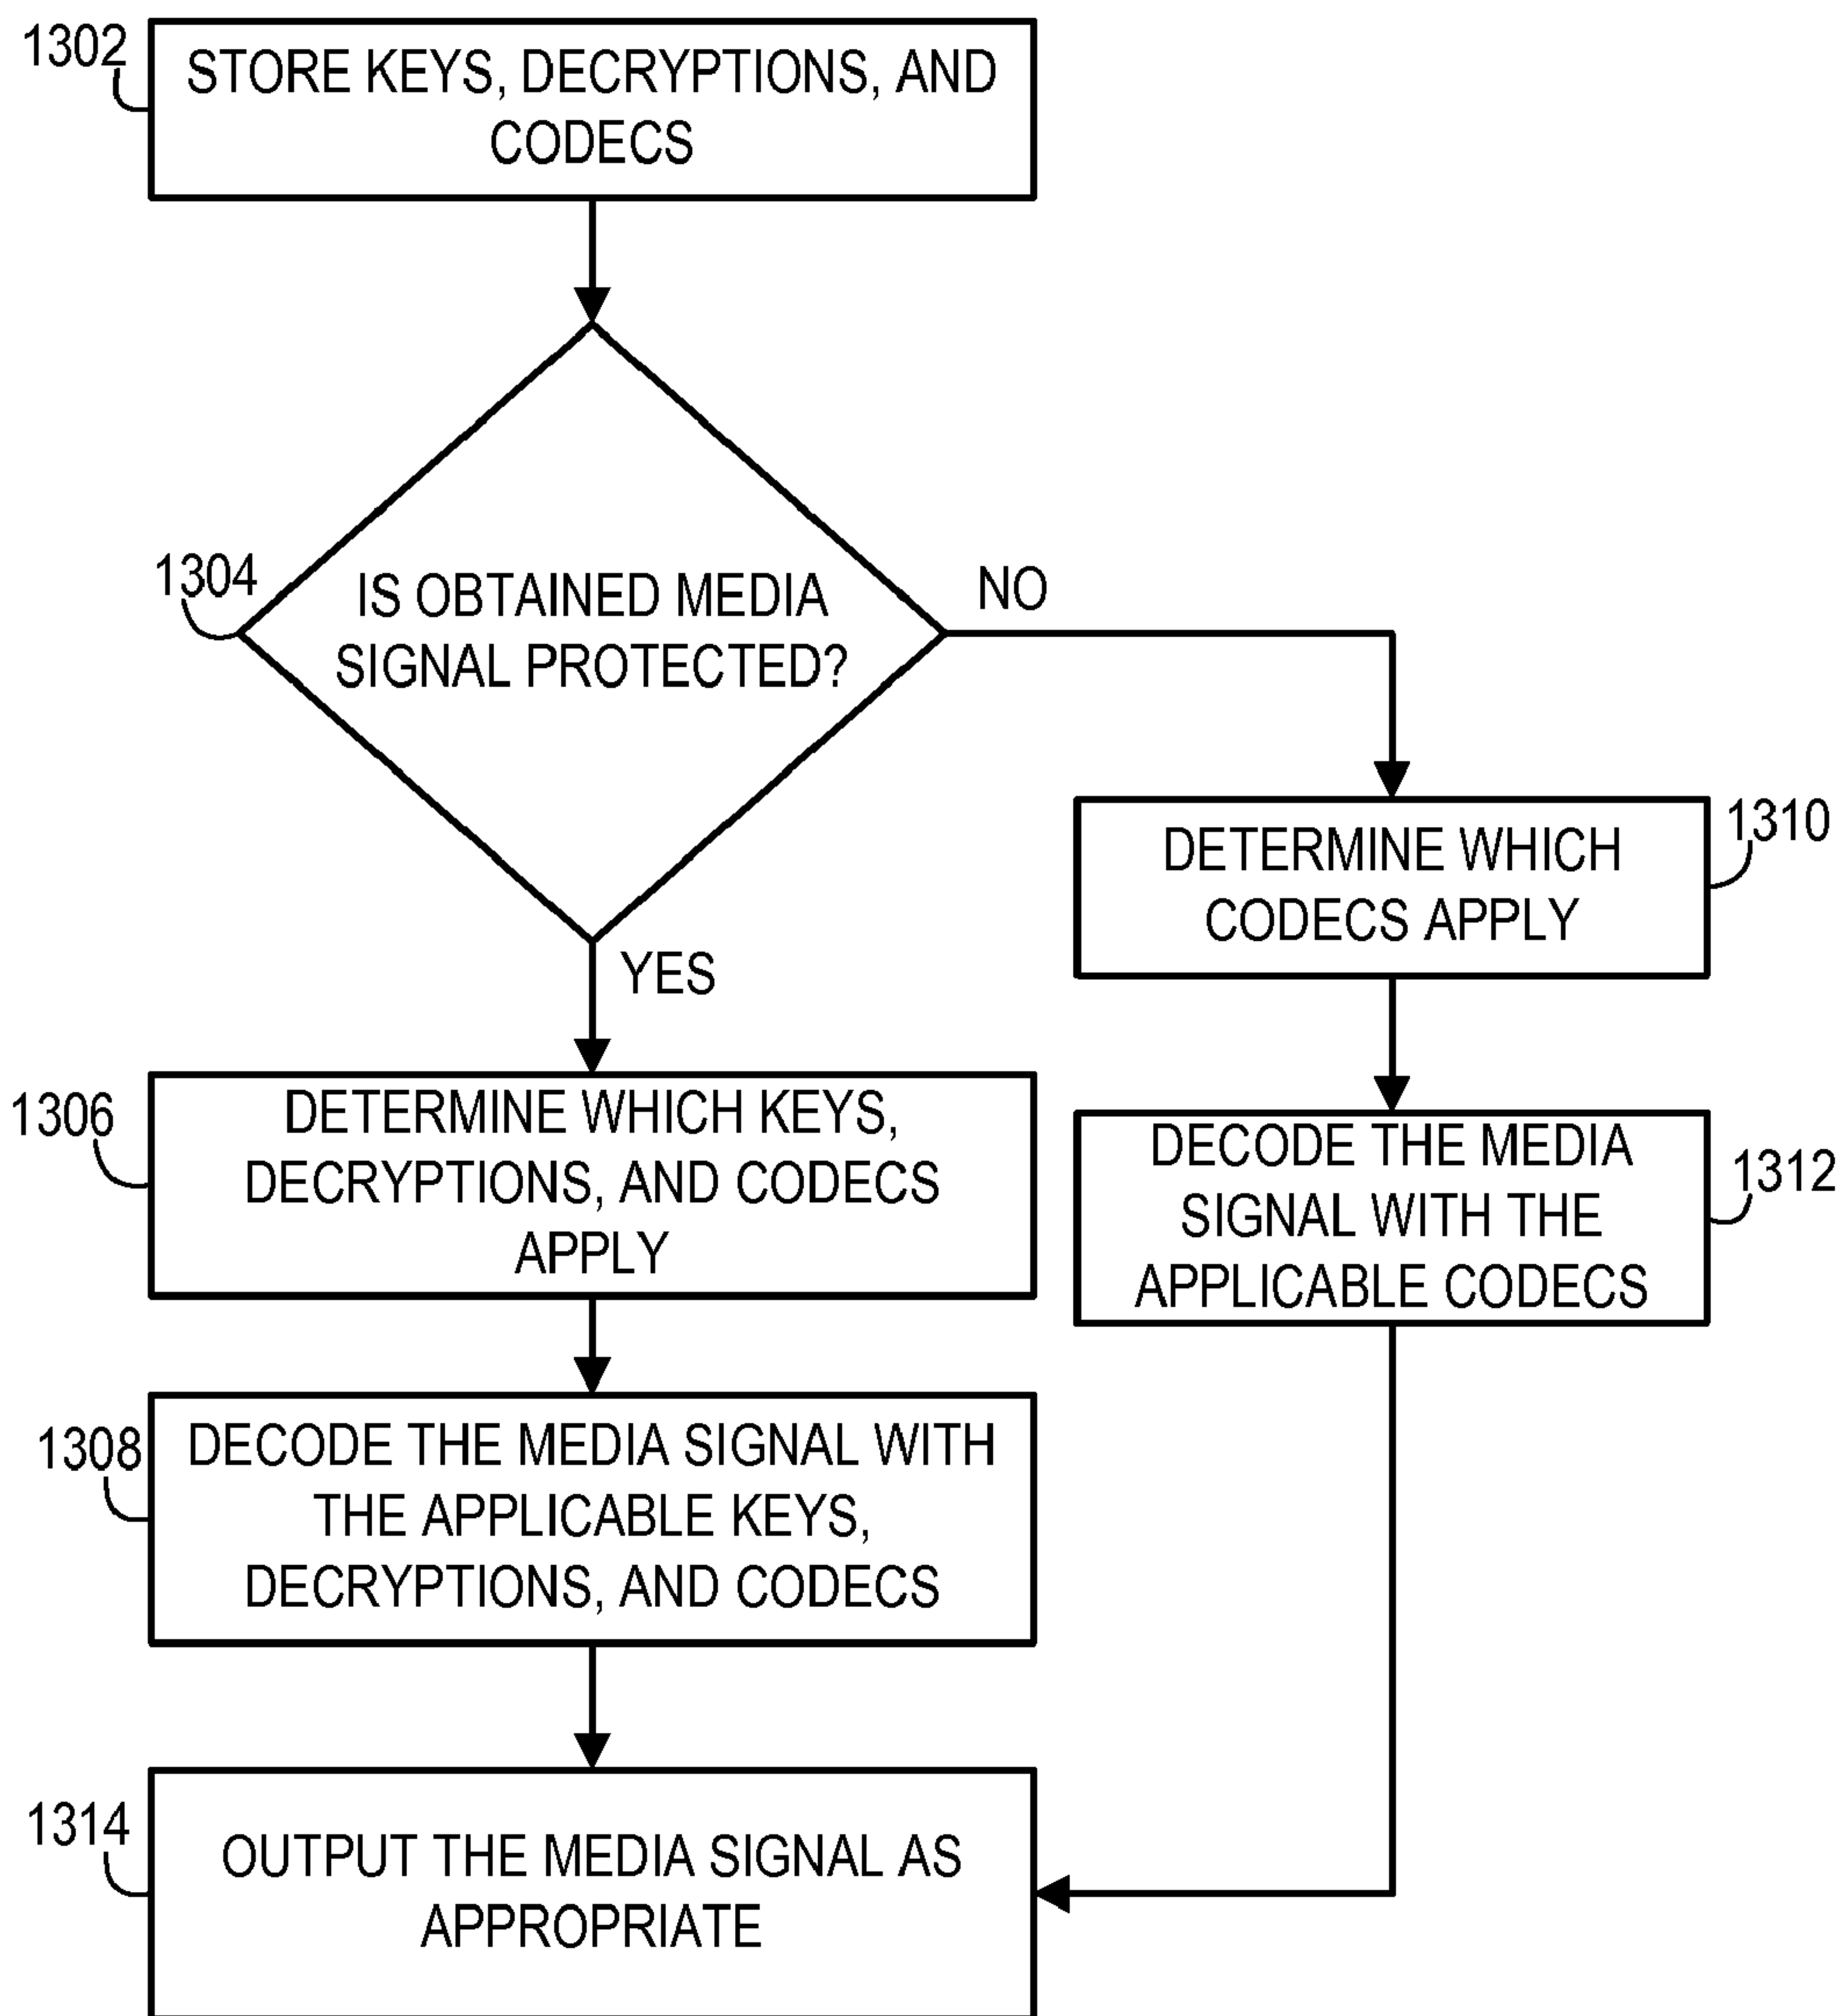 1302
STORE KEYS, DECRYPTIONS, AND
CODECS
1304
IS OBTAINED MEDIA
SIGNAL PROTECTED?
NO
YES
1310
DETERMINE WHICH
CODECS APPLY
1312
DECODE THE MEDIA
SIGNAL WITH THE
APPLICABLE CODECS
1306
DETERMINE WHICH KEYS,
DECRYPTIONS, AND CODECS
APPLY
1308
DECODE THE MEDIA SIGNAL WITH
THE APPLICABLE KEYS,
DECRYPTIONS, AND CODECS
1314
OUTPUT THE MEDIA SIGNAL AS
APPROPRIATE